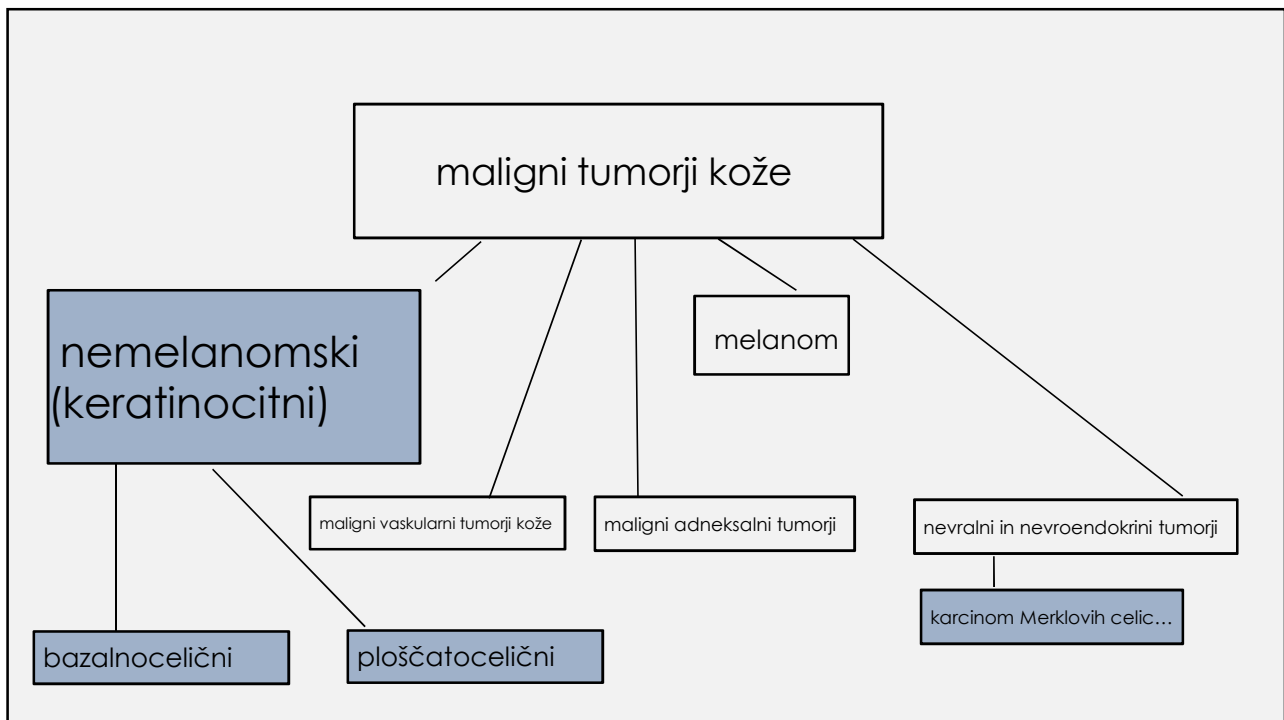 maligni tumorji kože
nemelanomski
(keratinocitni)
melanom
maligni vaskularni tumorji kože
maligni adneksalni tumorji
nevralni in nevroendokrini tumorji
karcinom Merklovih celic…
bazalnocelični
ploščatocelični